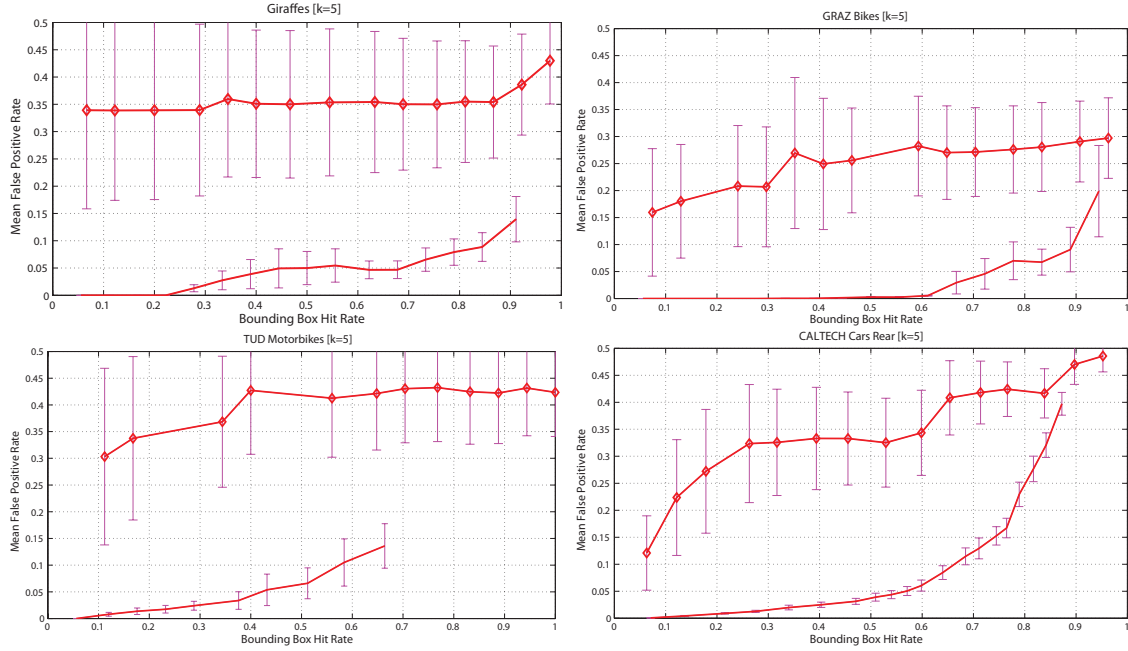 Giraffes [k=5]
Mean False Positive Rate
0.5
0.45
0.4
0.35
0.3
0.25
0.2
0.15
0.1
0.05
0
0 0.1 0.2 0.3 0.4 0.5 0.6 0.7 0.8 0.9 1
Bounding Box Hit Rate
GRAZ Bikes [k=5]
Mean False Positive Rate
0.5
0.45
0.4
0.35
0.3
0.25
0.2
0.15
0.1
0.05
0
0 0.1 0.2 0.3 0.4 0.5 0.6 0.7 0.8 0.9 1
Bounding Box Hit Rate
TUD Motorbikes [k=5]
Mean False Positive Rate
0.5
0.45
0.4
0.35
0.3
0.25
0.2
0.15
0.1
0.05
0
0 0.1 0.2 0.3 0.4 0.5 0.6 0.7 0.8 0.9 1
Bounding Box Hit Rate
CALTECH Cars Rear [k=5]
Mean False Positive Rate
0.5
0.45
0.4
0.35
0.3
0.25
0.2
0.15
0.1
0.05
0
0 0.1 0.2 0.3 0.4 0.5 0.6 0.7 0.8 0.9 1
Bounding Box Hit Rate